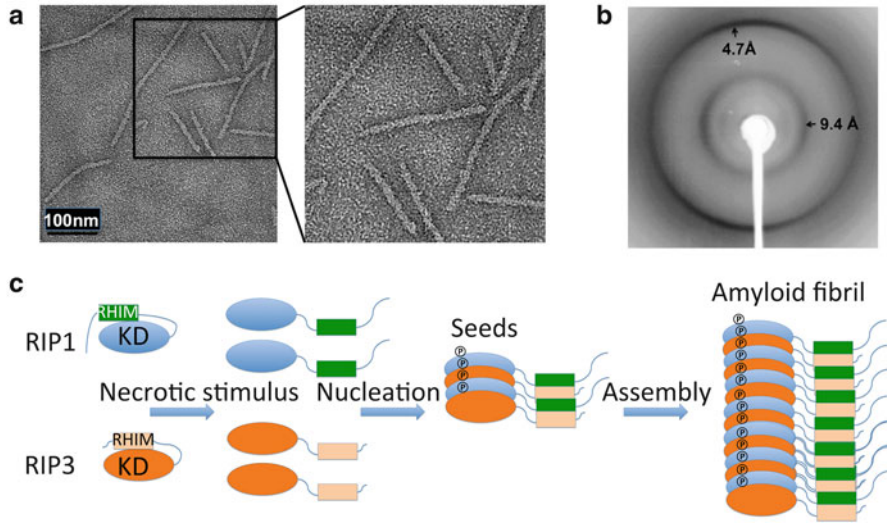 a
100nm
b
4.7Å
9.4 Å
c
RIP1
RHIM
KD
RIP3
RHIM
KD
Necrotic stimulus
Nucleation
Seeds
P
P
P
P
Assembly
Amyloid fibril
P
P
P
P
P
P
P
P
P
P
P
P